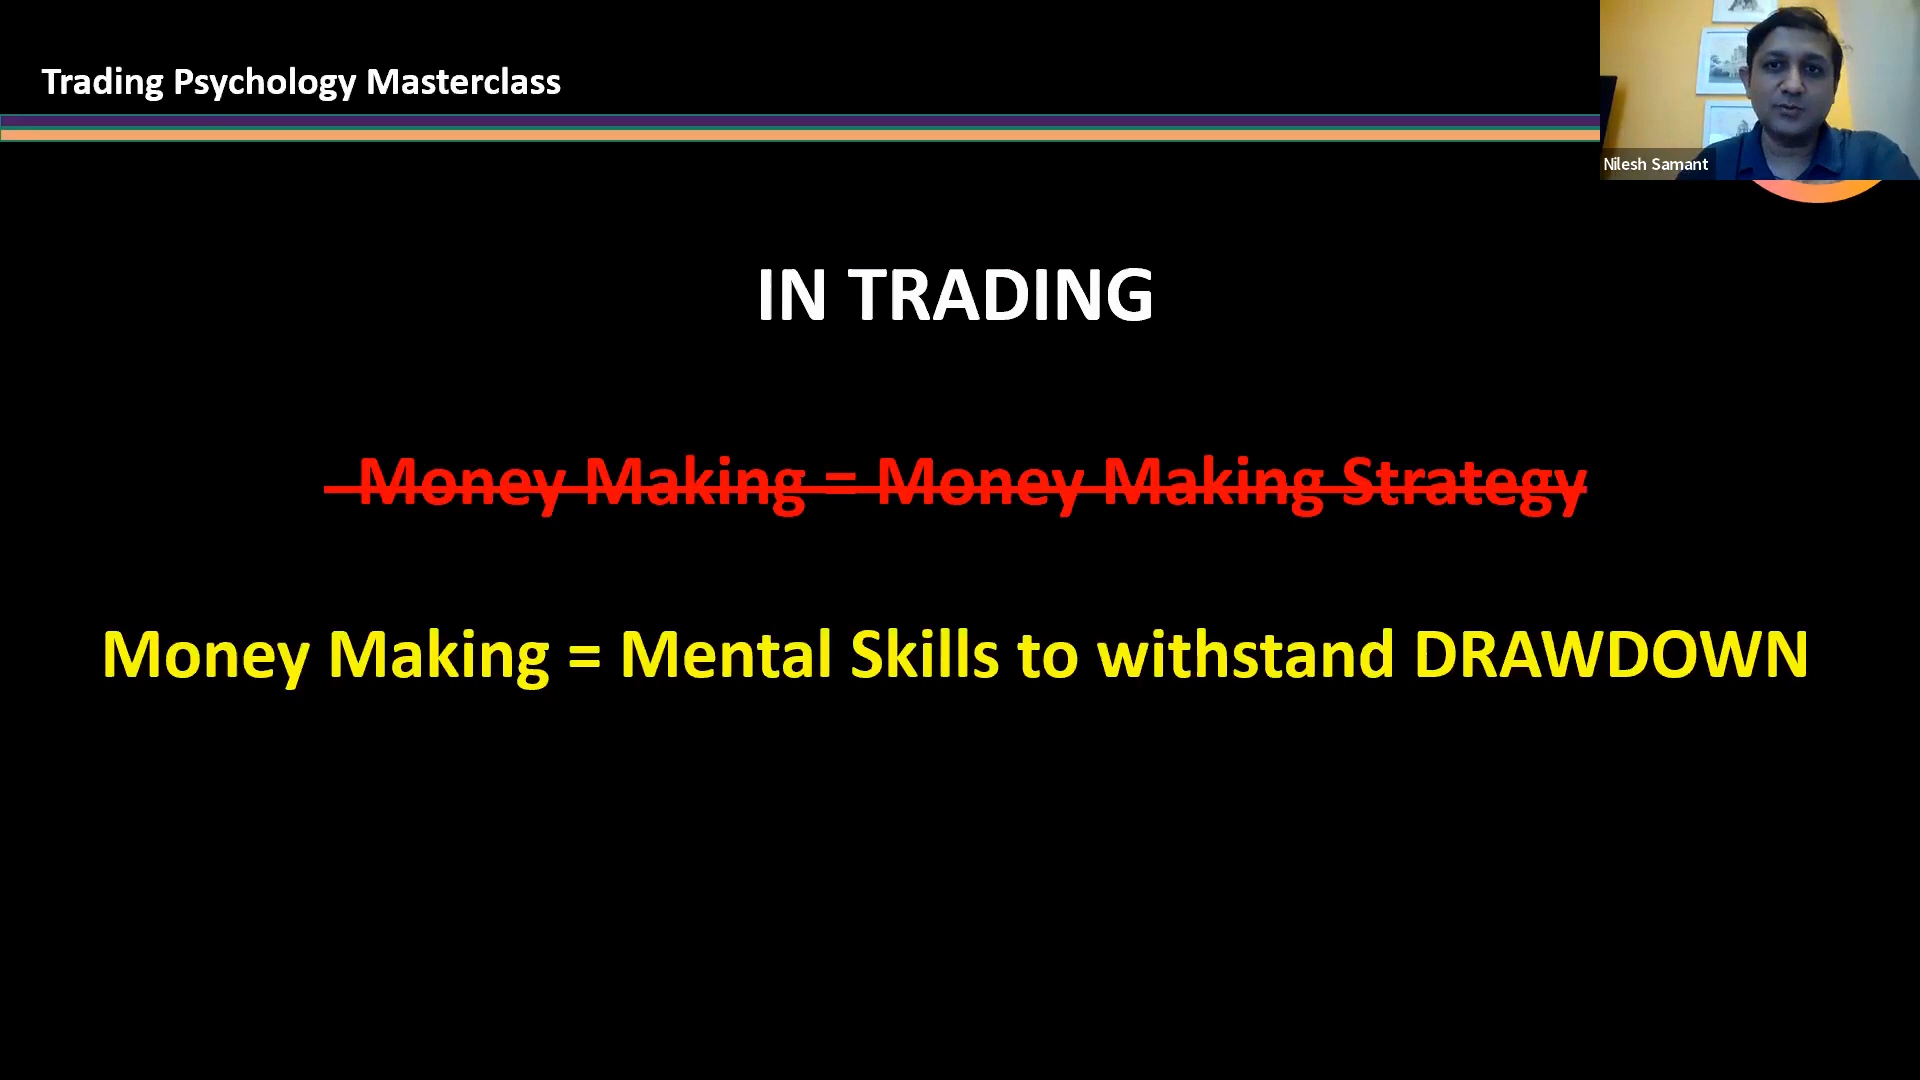 Trading Psychology Masterclass
Nilesh Samant
IN TRADING
Money Making = Money Making Strategy
Money Making = Mental Skills to withstand DRAWDOWN